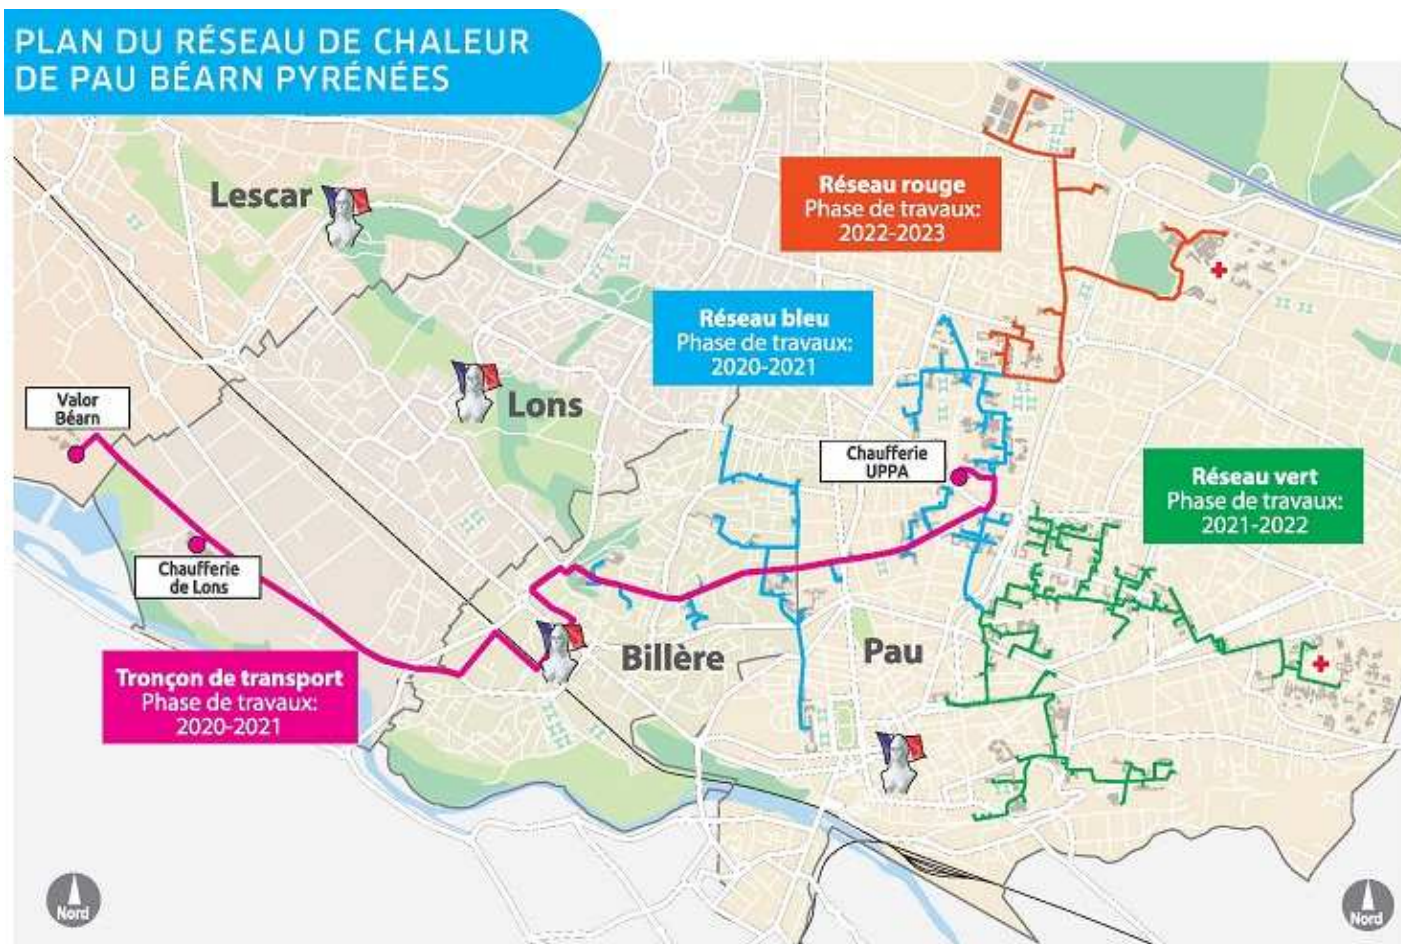 PLAN DU RÉSEAU DE CHALEUR
DE PAU BÉARN PYRÉNÉES
Lescar
Réseau rouge
Phase de travaux:
2022-2023
Réseau bleu
Phase de travaux:
2020-2021
Valor
Béarn
Lons
Chaufferie
UPPA
Réseau vert
Phase de travaux:
2021-2022
Chaufferie
de Lons
Billère
Pau
Tronçon de transport
Phase de travaux:
2020-2021
Nord
Nord